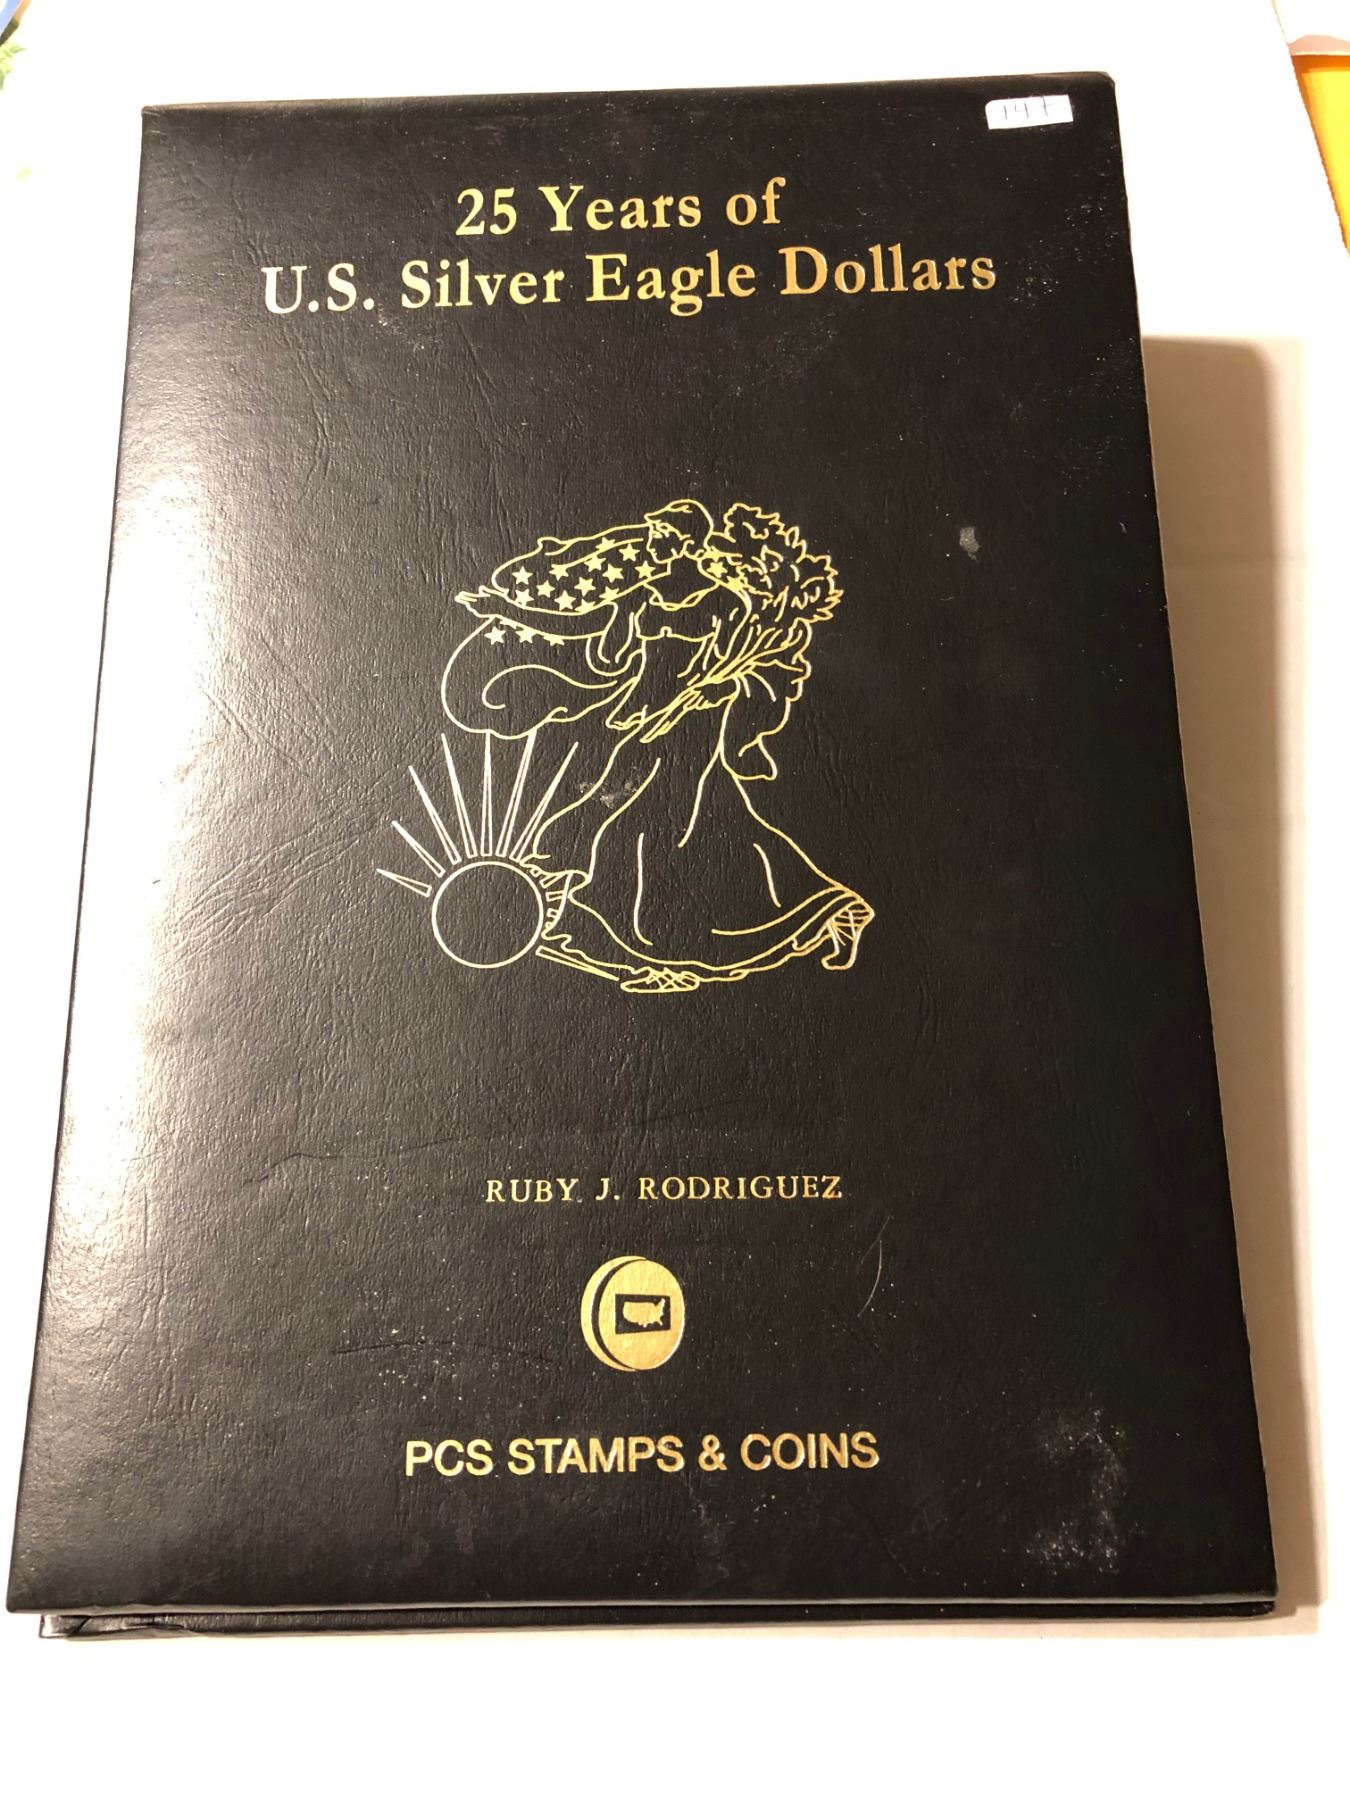 25 Years of
U.S. Silver Eagle Dollars
RUBY J. RODRIGUEZ
PCS STAMPS & COINS